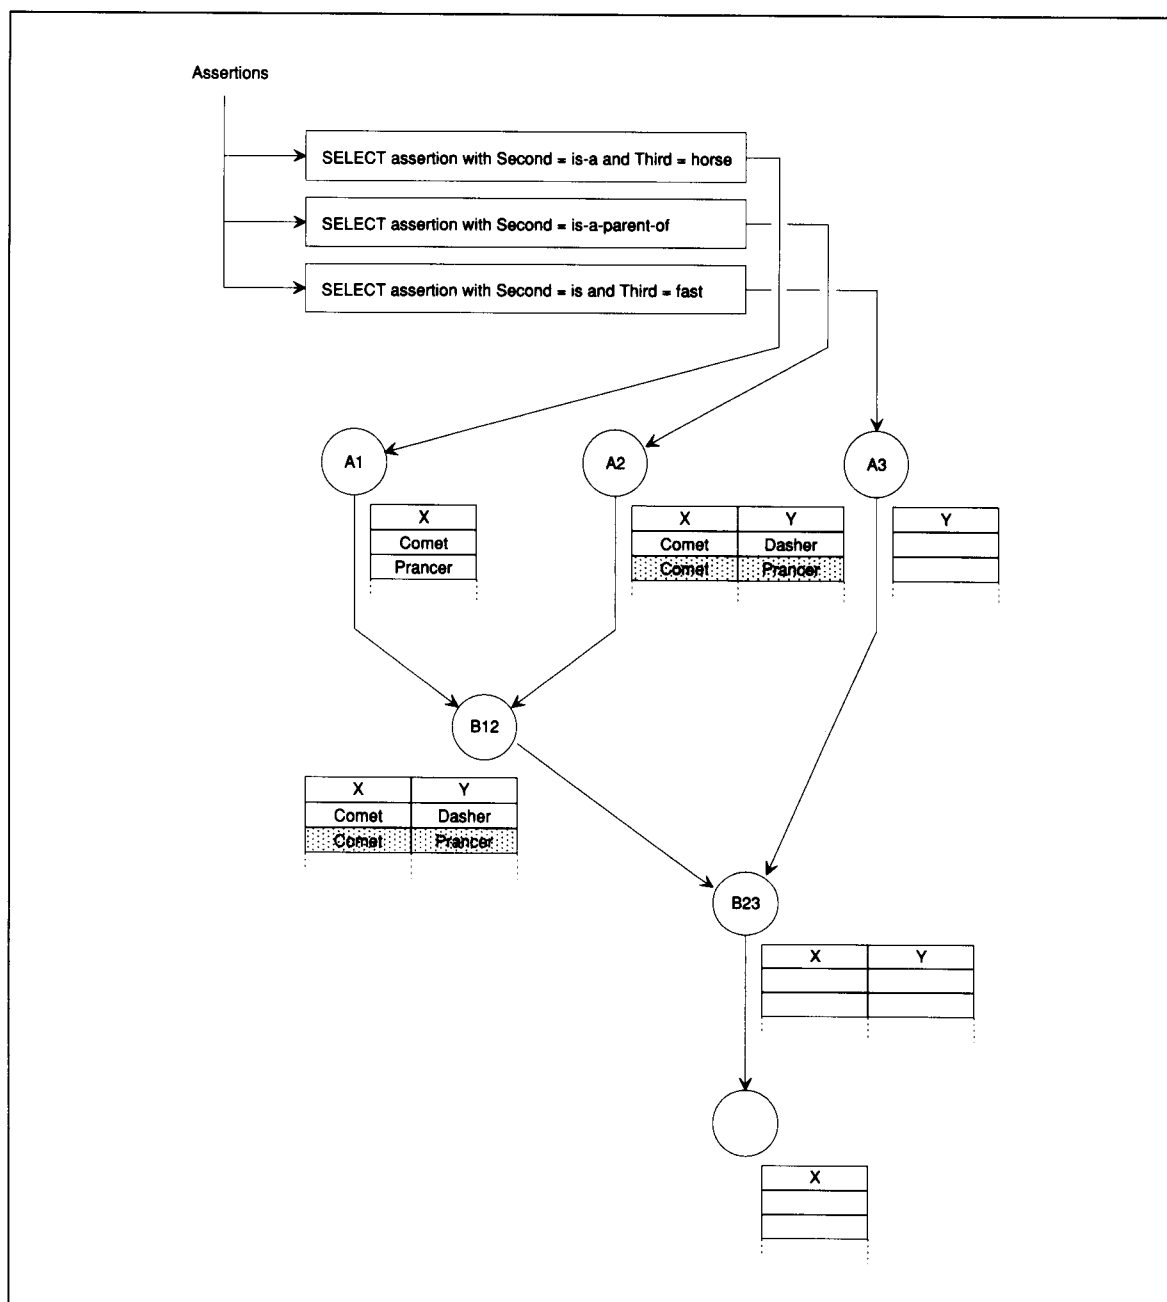 Assertions
SELECT assertion with Second = is-a and Third = horse
SELECT assertion with Second = is-a-parent-of
SELECT assertion with Second = is and Third = fast
A1
A2
A3
X
Comet
Prancer
X Y
Comet Dasher
Comet Prancer
Y
B12
X Y
Comet Dasher
Comet Prancer
B23
X Y
X